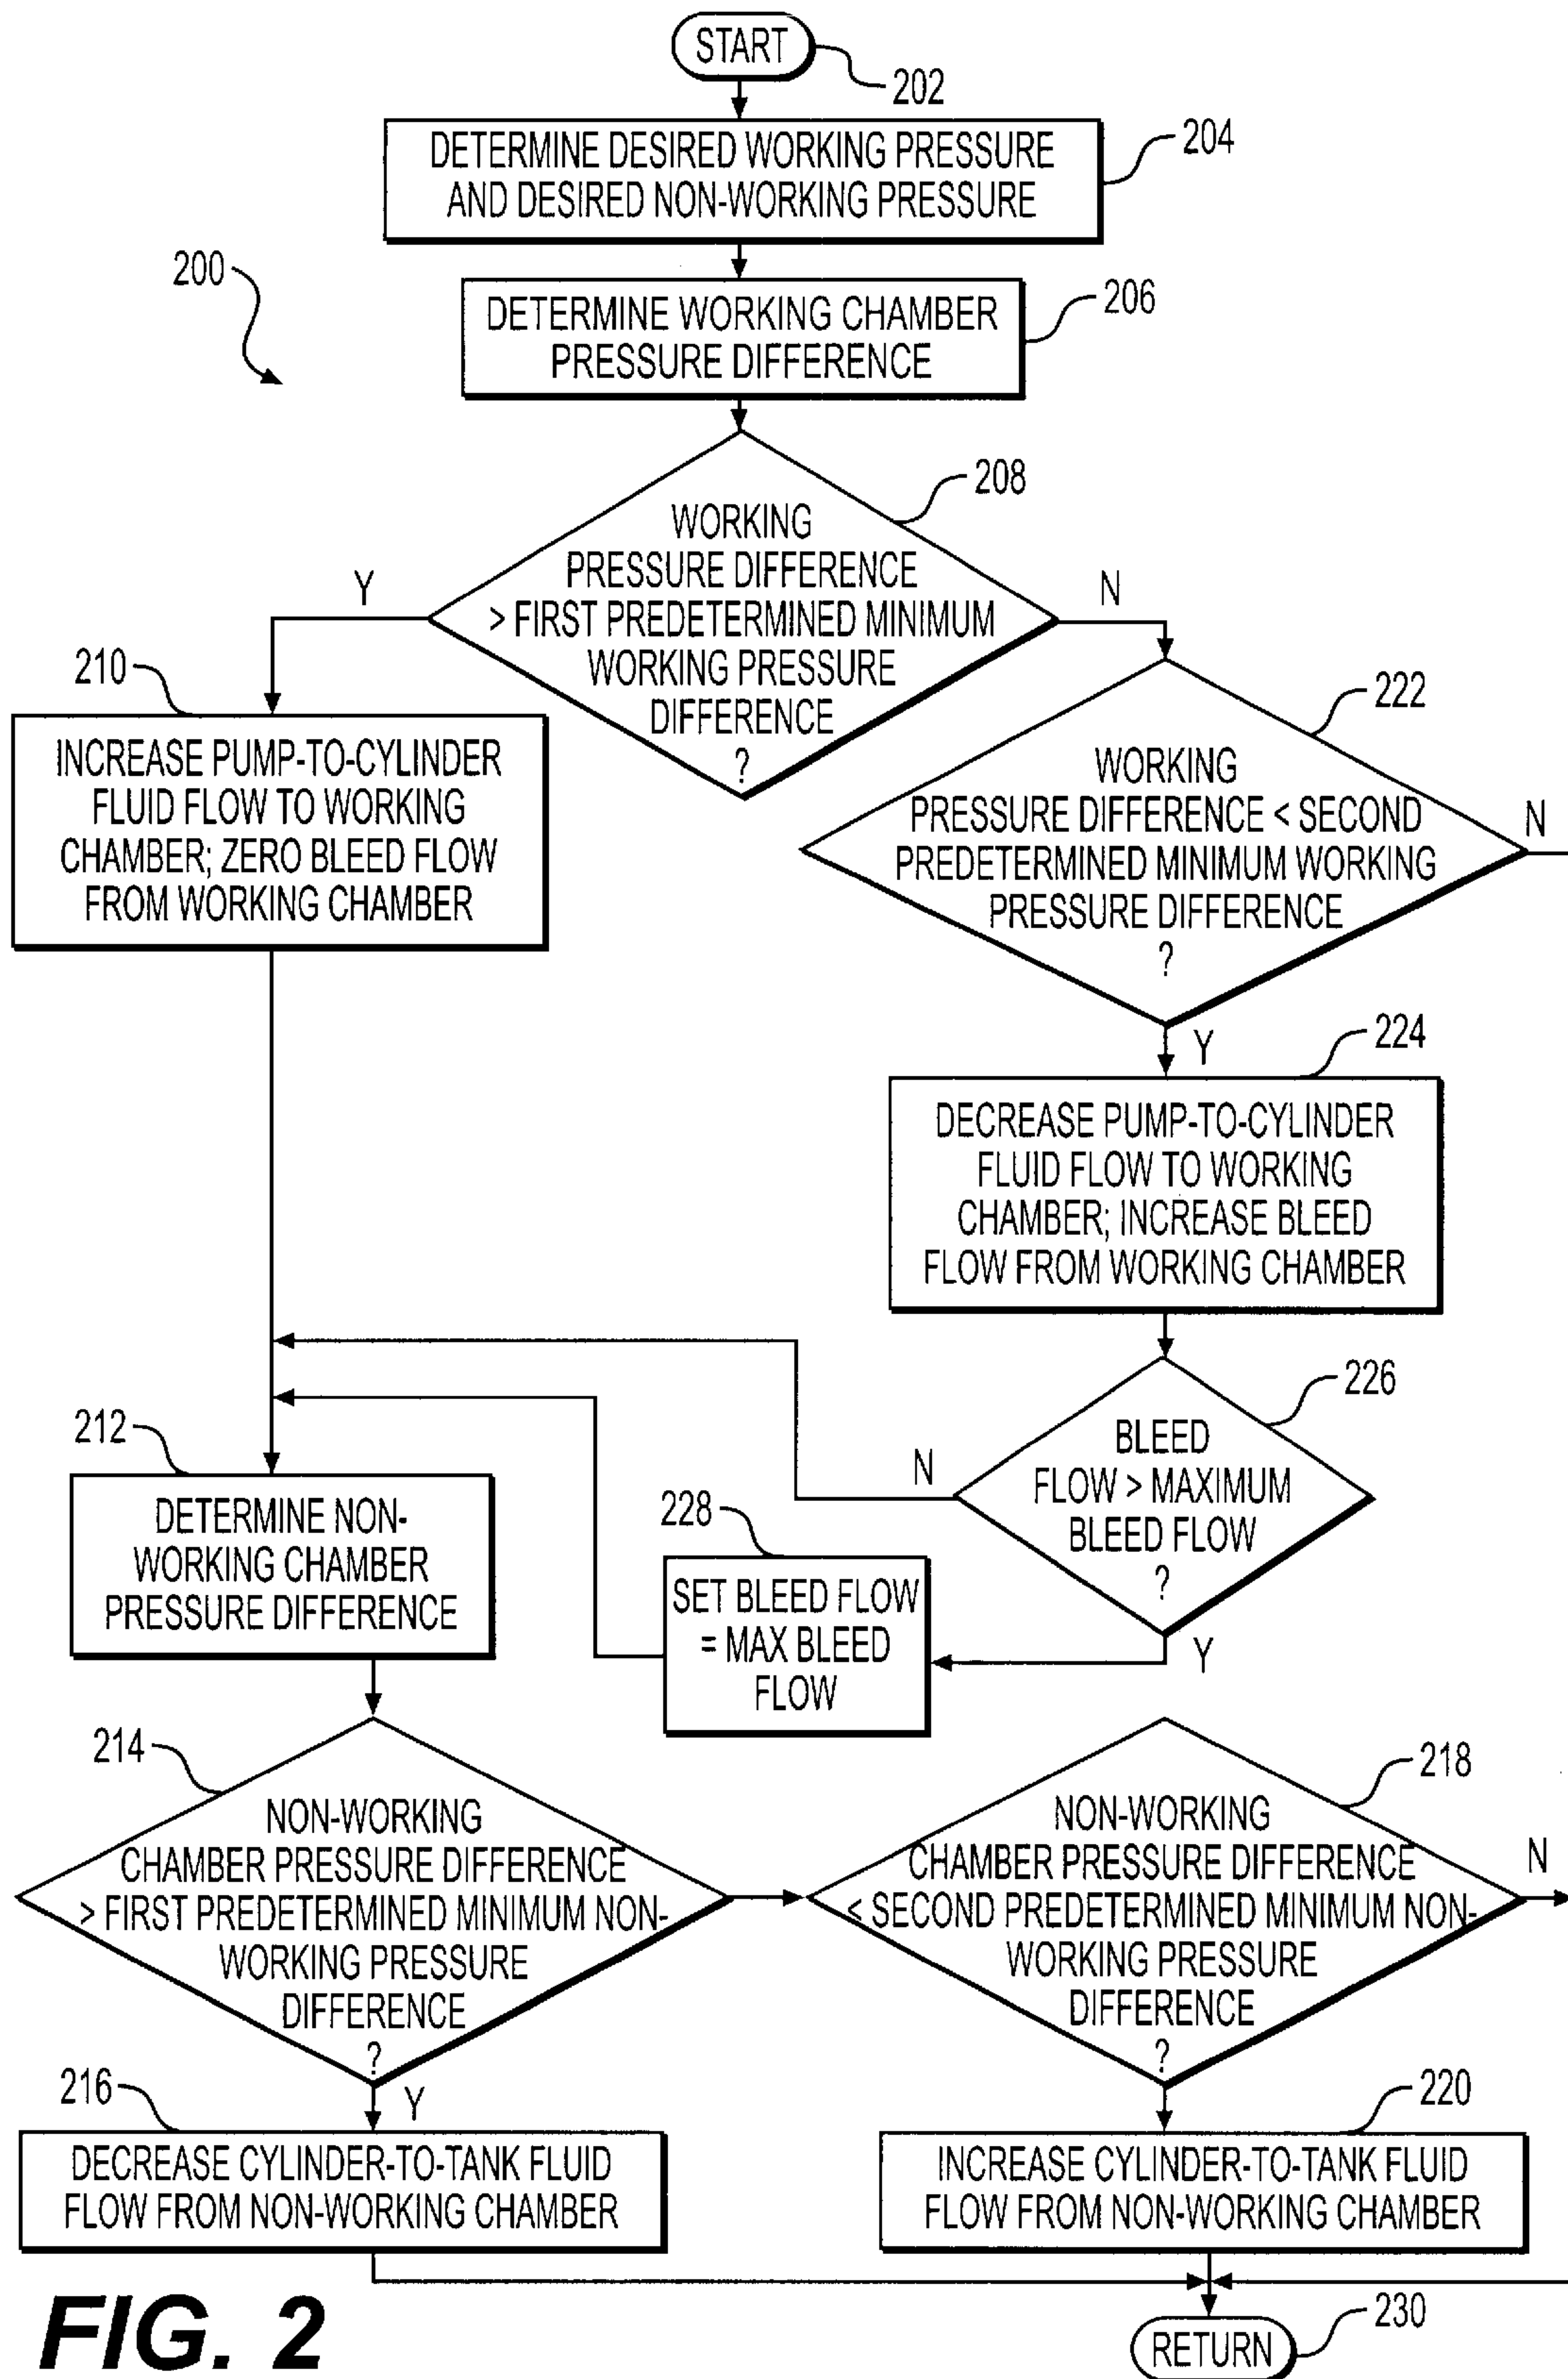 START
202
DETERMINE DESIRED WORKING PRESSURE
AND DESIRED NON-WORKING PRESSURE
204
200
DETERMINE WORKING CHAMBER
PRESSURE DIFFERENCE
206
WORKING
PRESSURE DIFFERENCE
> FIRST PREDETERMINED MINIMUM
WORKING PRESSURE
DIFFERENCE
?
208
Y
N
210
INCREASE PUMP-TO-CYLINDER
FLUID FLOW TO WORKING
CHAMBER; ZERO BLEED FLOW
FROM WORKING CHAMBER
222
WORKING
PRESSURE DIFFERENCE < SECOND
PREDETERMINED MINIMUM WORKING
PRESSURE DIFFERENCE
?
N
Y
224
DECREASE PUMP-TO-CYLINDER
FLUID FLOW TO WORKING
CHAMBER; INCREASE BLEED
FLOW FROM WORKING CHAMBER
226
BLEED
FLOW > MAXIMUM
BLEED FLOW
?
N
Y
228
SET BLEED FLOW
= MAX BLEED
FLOW
212
DETERMINE NON-
WORKING CHAMBER
PRESSURE DIFFERENCE
214
NON-WORKING
CHAMBER PRESSURE DIFFERENCE
> FIRST PREDETERMINED MINIMUM NON-
WORKING PRESSURE
DIFFERENCE
?
Y
218
NON-WORKING
CHAMBER PRESSURE DIFFERENCE
< SECOND PREDETERMINED MINIMUM NON-
WORKING PRESSURE
DIFFERENCE
?
N
216
DECREASE CYLINDER-TO-TANK FLUID
FLOW FROM NON-WORKING CHAMBER
220
INCREASE CYLINDER-TO-TANK FLUID
FLOW FROM NON-WORKING CHAMBER
RETURN
230
FIG. 2